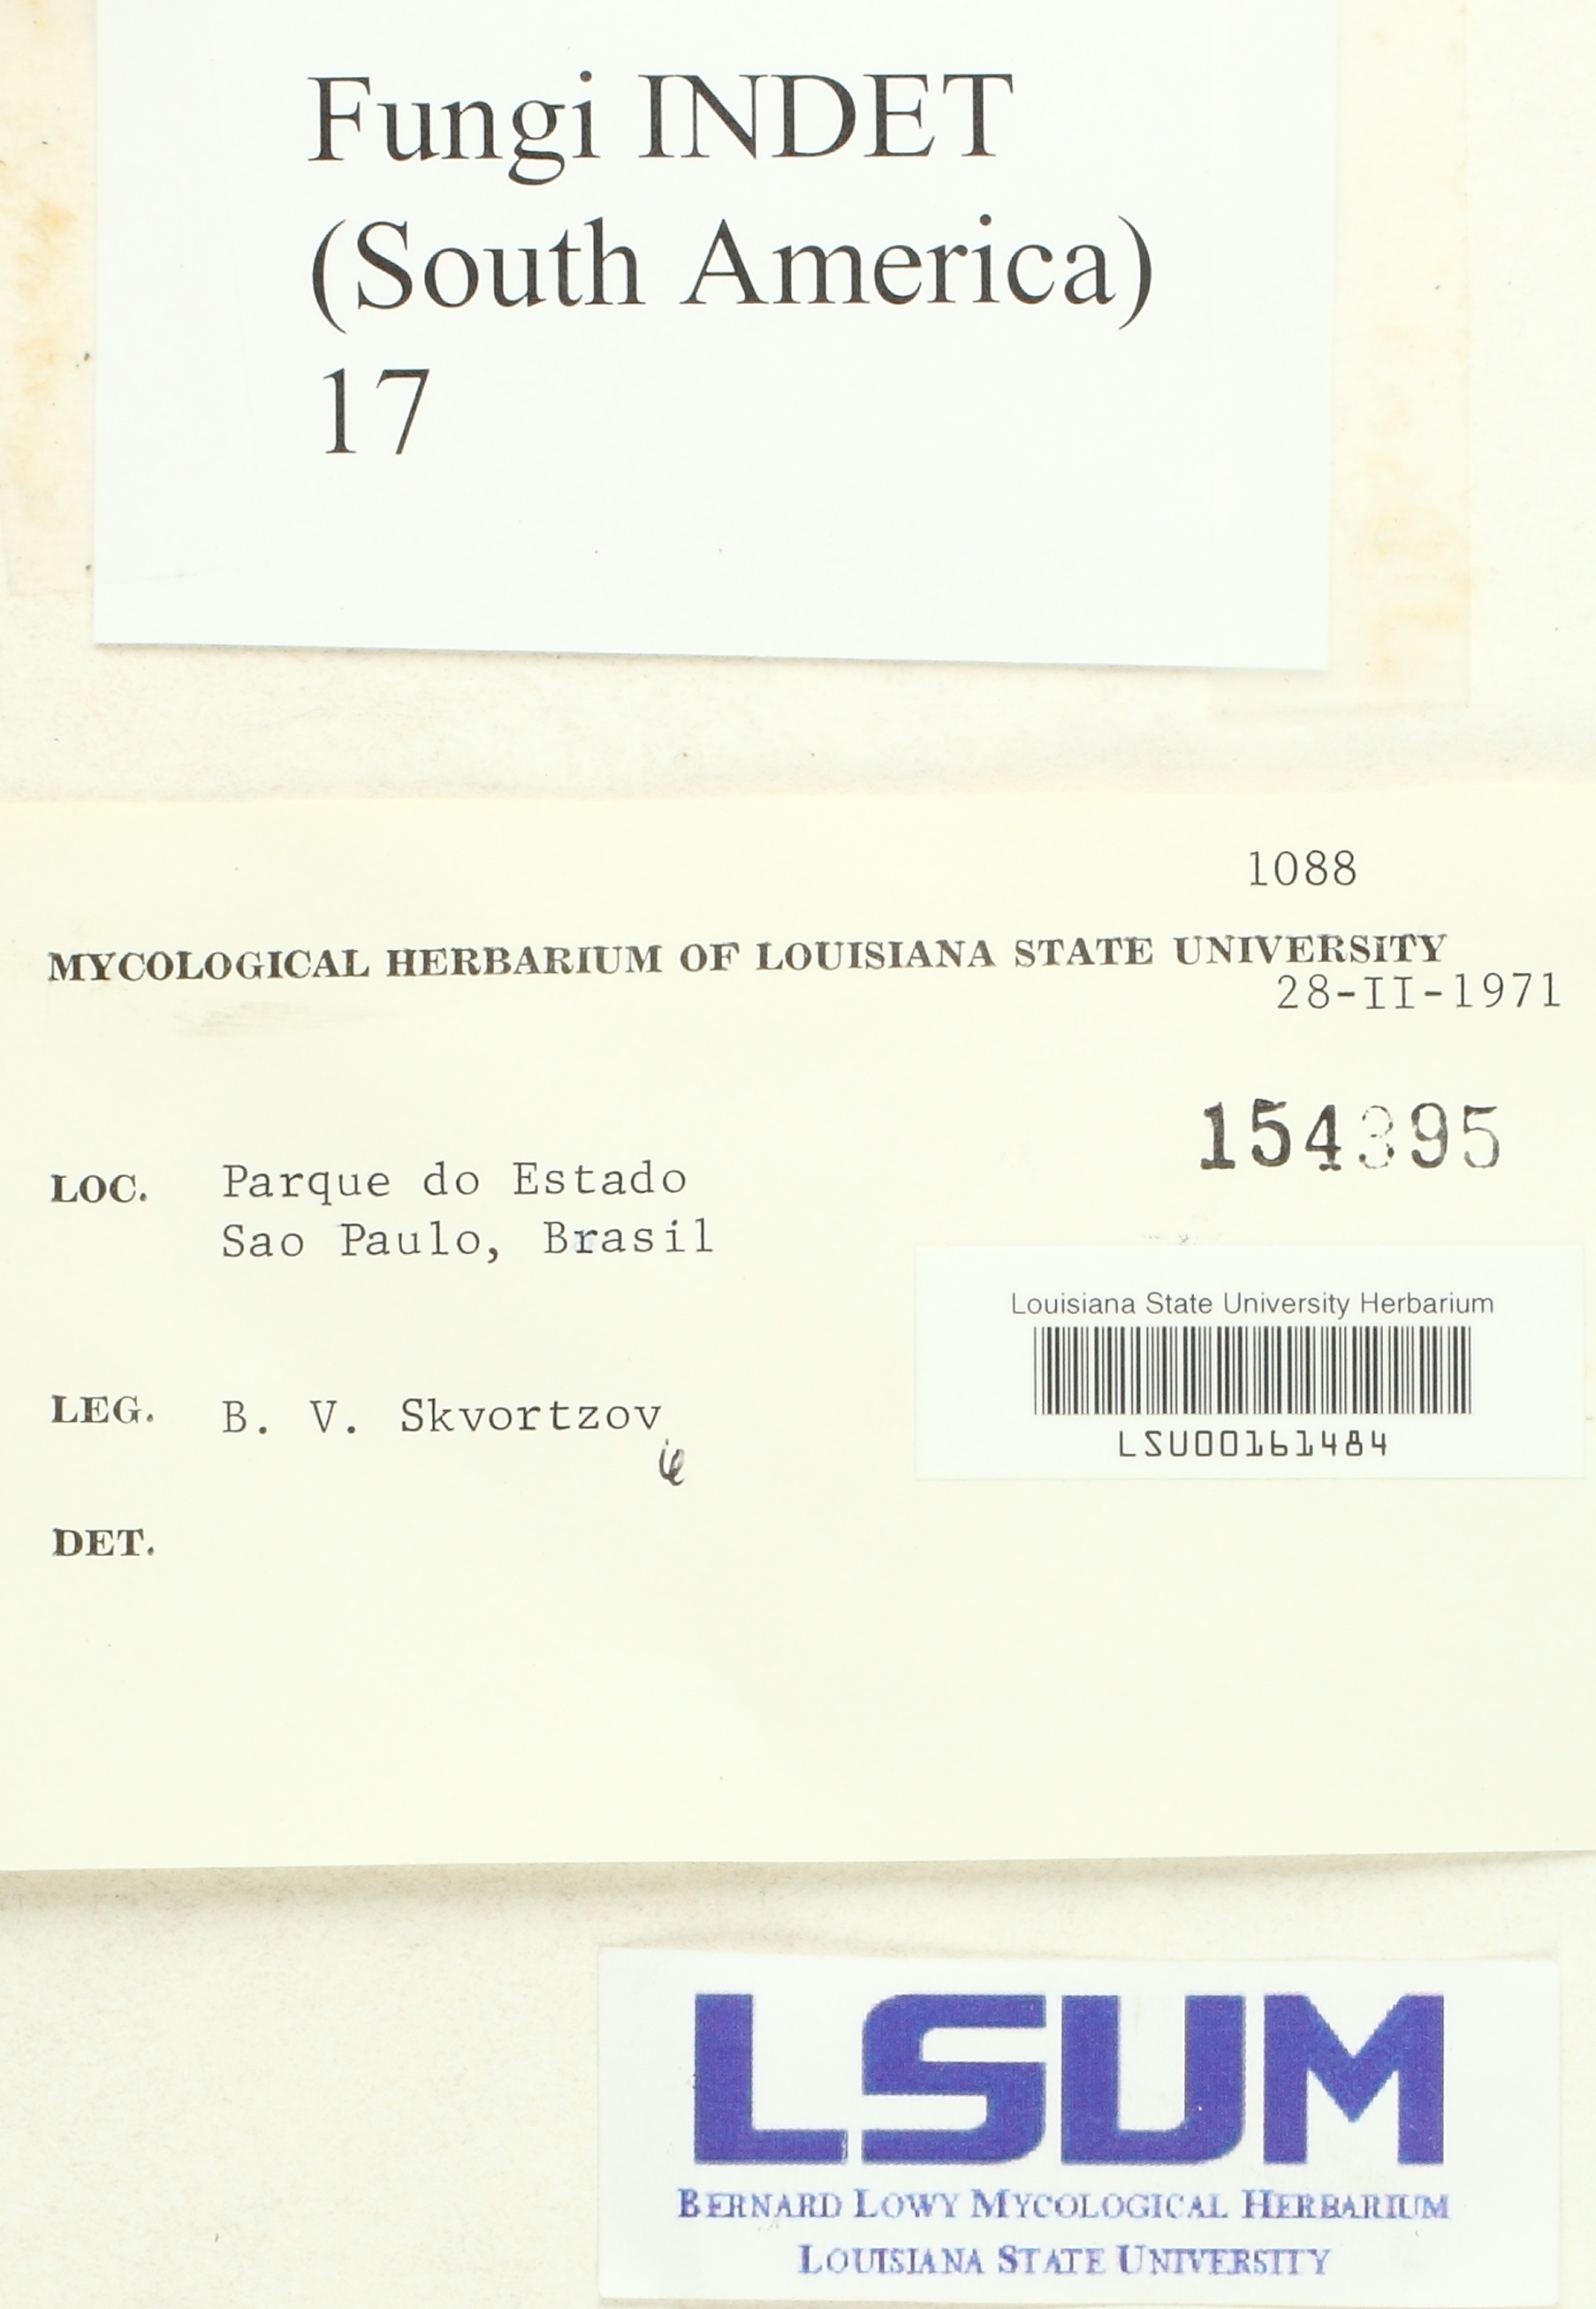 Fungi INDET
(South America)
17
1088
MYCOLOGICAL HERBARIUM OF LOUISIANA STATE UNIVERSITY
28-II-1971
154395
LOC. Parque do Estado
Sao Paulo, Brasil
Louisiana State University Herbarium
LSU00161484
LEG. B. V. Skvortzov
DET.
LSUM
BERNARD LOWY MYCOLOGICAL HERBARIUM
LOUISIANA STATE UNIVERSITY